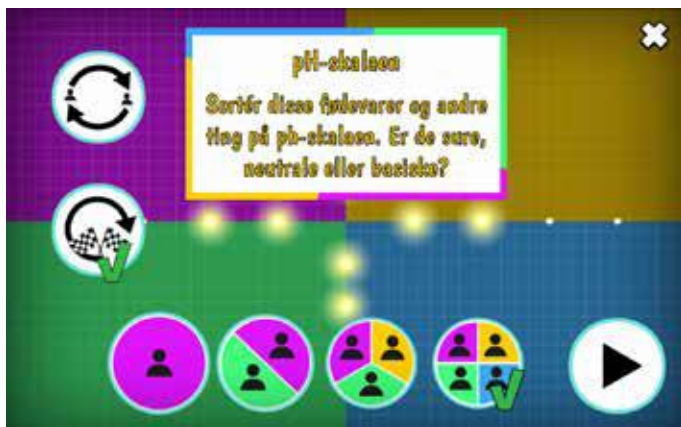 pH-skalaen
Sortér disse fødevarer og andre
ting på ph-skalaen. Er de sure,
neutrale eller basiske?